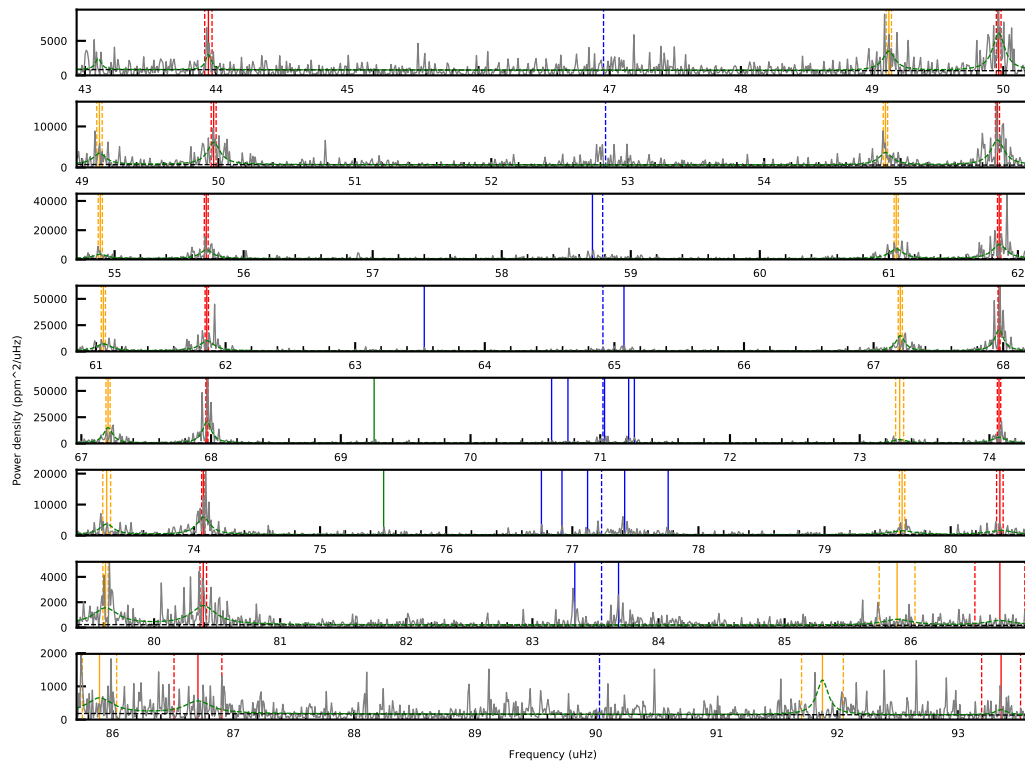 5000
0
43 44 45 46 47 48 49 50
10000
0
49 50 51 52 53 54 55
40000
20000
0
55 56 57 58 59 60 61 62
50000
25000
0
61 62 63 64 65 66 67 68
50000
25000
0
67 68 69 70 71 72 73 74
Power density (ppm^2/uHz)
20000
10000
0
74 75 76 77 78 79 80
4000
2000
0
80 81 82 83 84 85 86
2000
1000
0
86 87 88 89 90 91 92 93
Frequency (uHz)